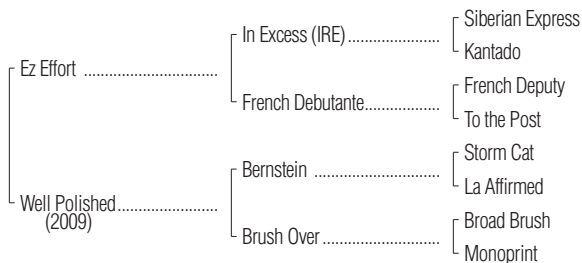 Siberian Express
In Excess (IRE)
Kantado
Ez Effort
French Deputy
French Debutante
To the Post
Storm Cat
Bernstein
La Affirmed
Well Polished
(2009)
Broad Brush
Brush Over
Monoprint